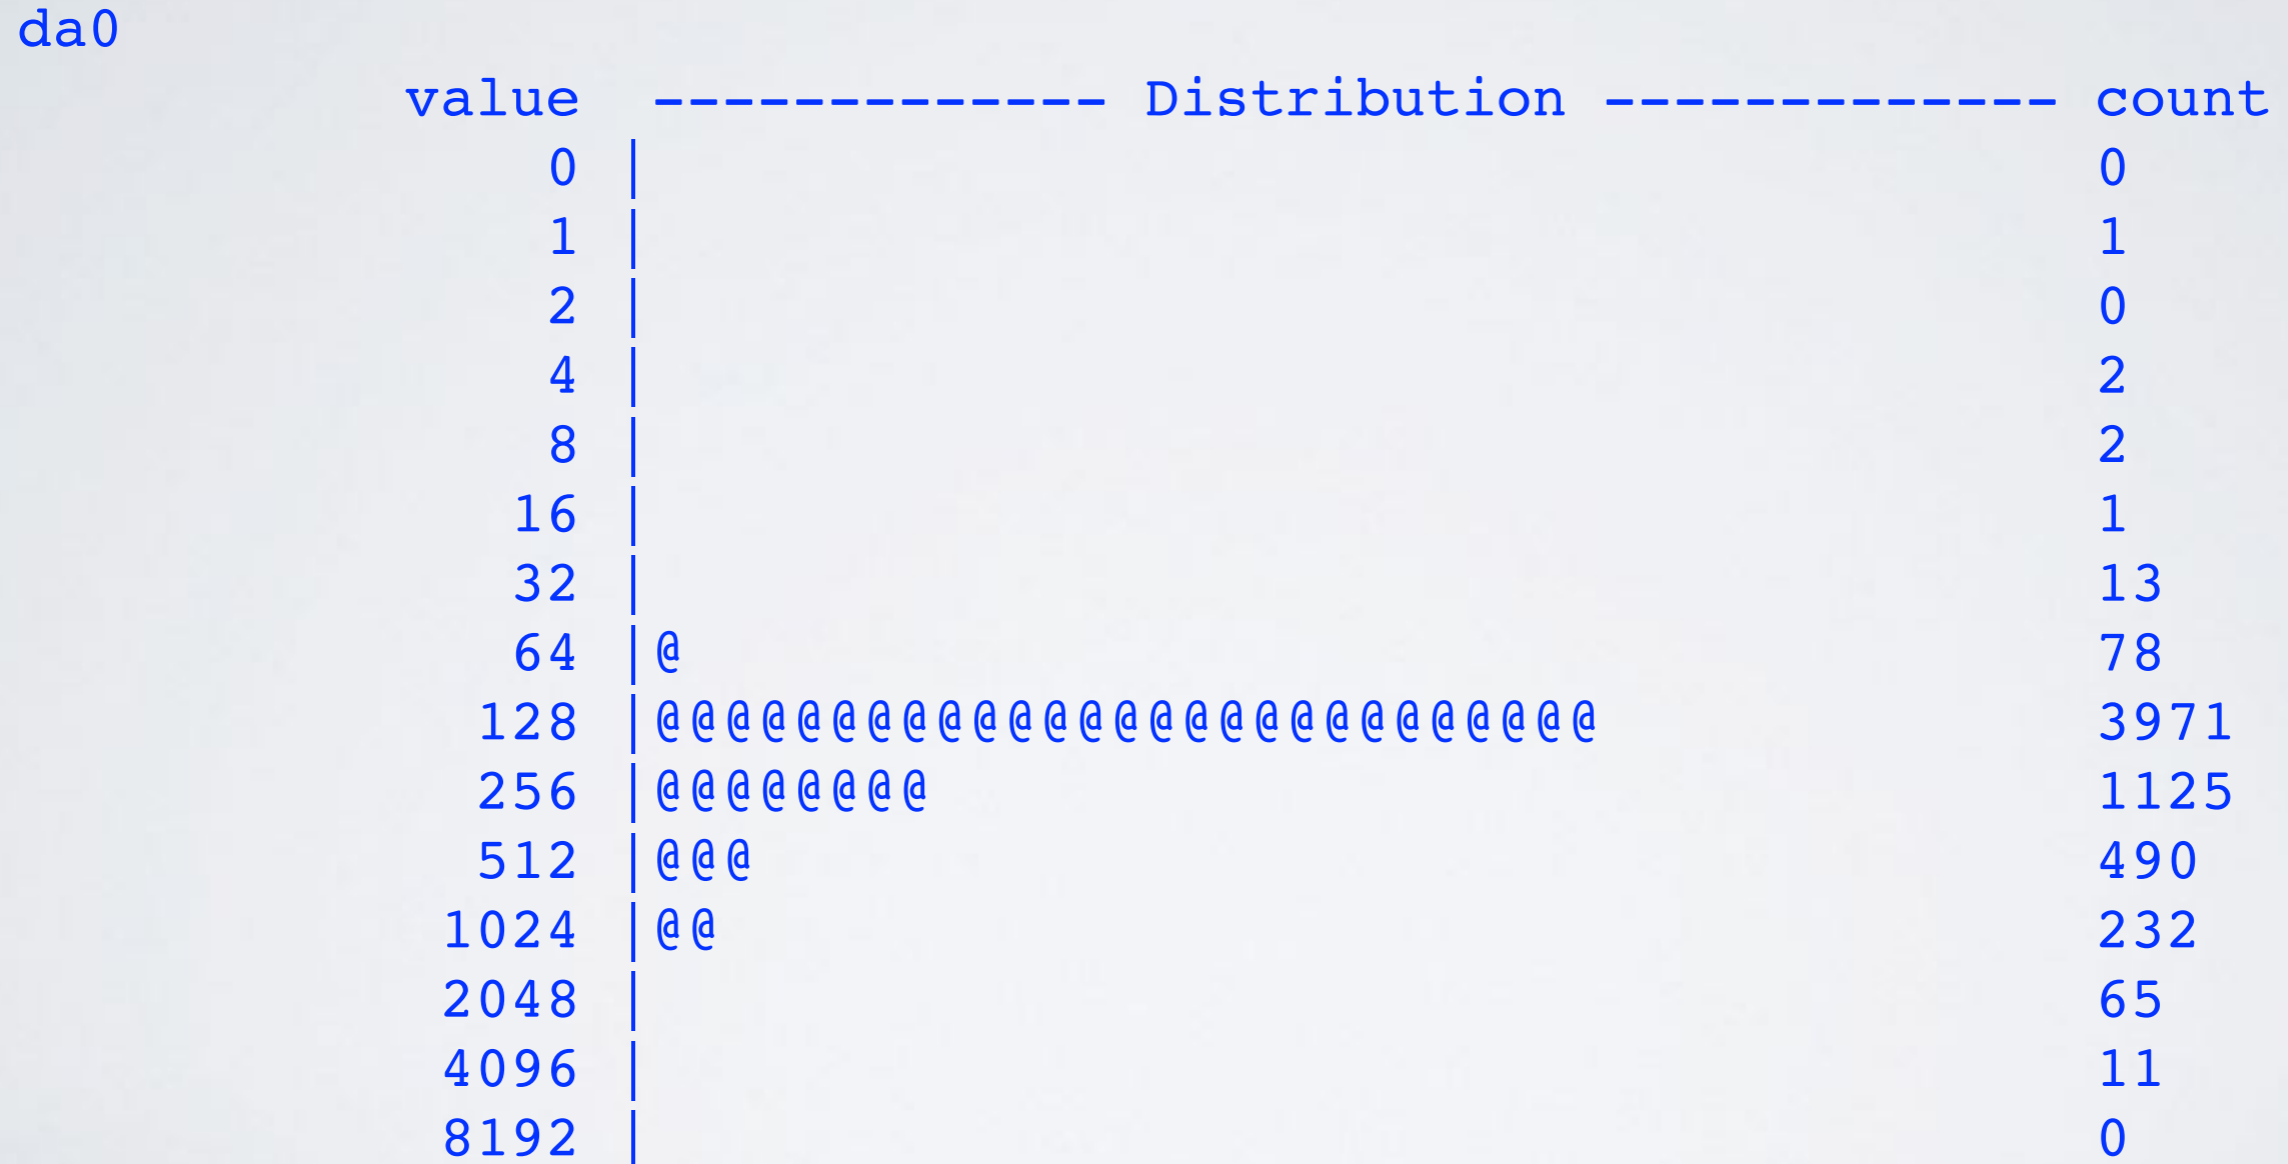 da0
           value  ------------- Distribution ------------- count
               0 |                                         0
               1 |                                         1
               2 |                                         0
               4 |                                         2
               8 |                                         2
              16 |                                         1
              32 |                                         13
              64 |@                                        78
             128 |@@@@@@@@@@@@@@@@@@@@@@@@@@@              3971
             256 |@@@@@@@@                                 1125
             512 |@@@                                      490
            1024 |@@                                       232
            2048 |                                         65
            4096 |                                         11
            8192 |                                         0